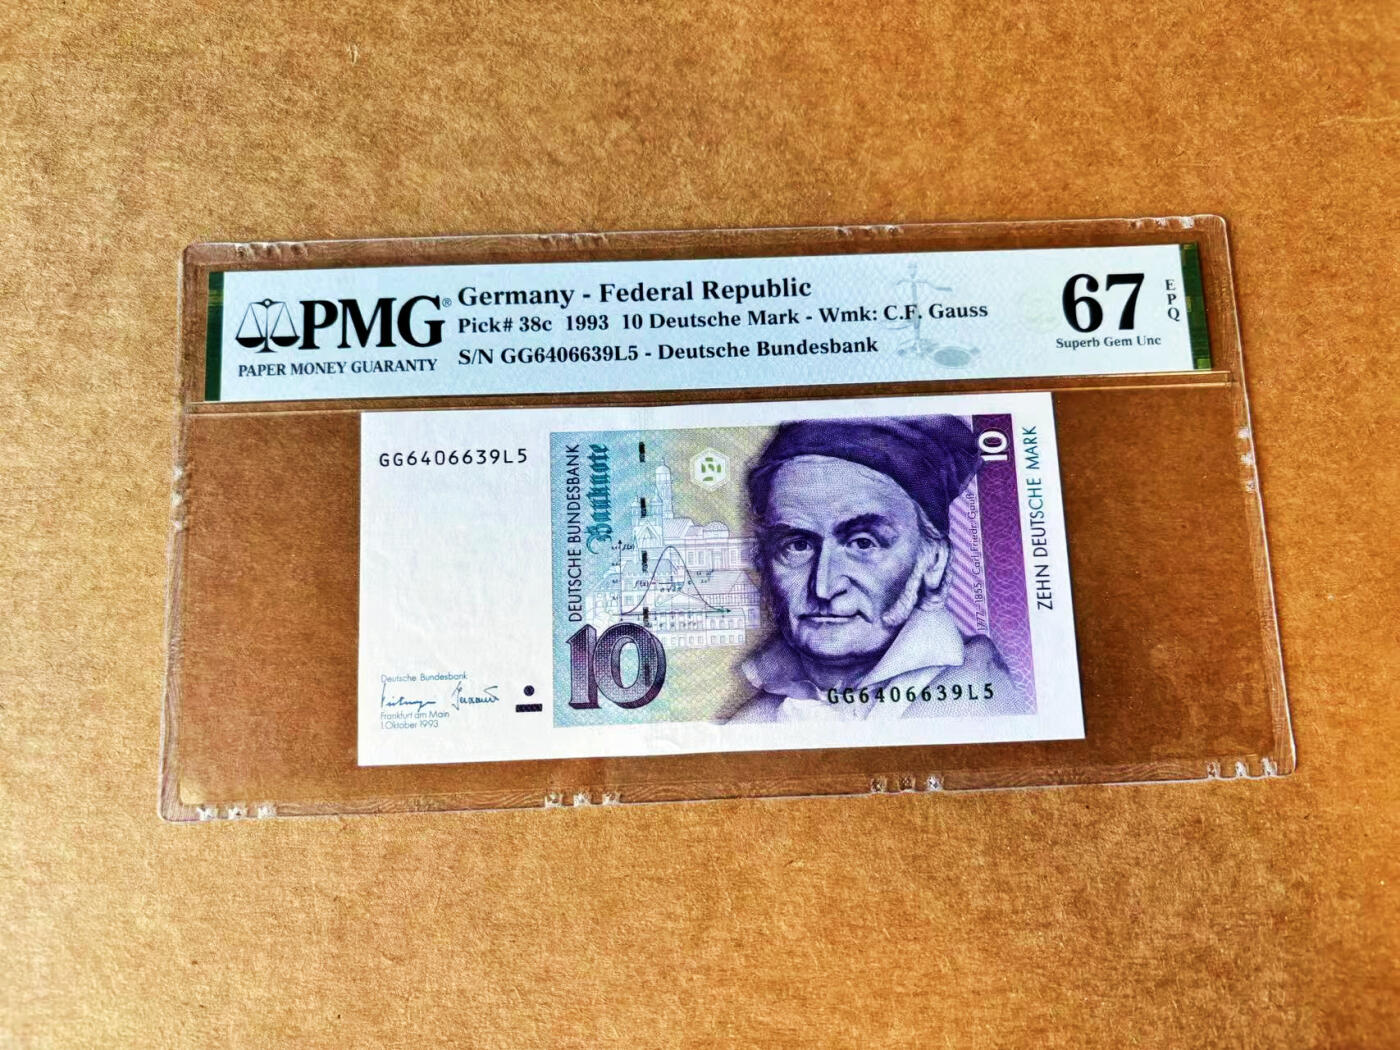 PMG®
PAPER MONEY GUARANTY
Germany - Federal Republic
Pick# 38c 1993 10 Deutsche Mark - Wmk: C.F. Gauss
S/N GG6406639L5 - Deutsche Bundesbank
67
EPQ
Superb Gem Unc
GG6406639L5
DEUTSCHE BUNDESBANK
Banknote
10
10
ZEHN DEUTSCHE MARK
1777–1855 Carl Friedr. Gauß
GG6406639L5
Deutsche Bundesbank
Frankfurt am Main
1.Oktober 1993